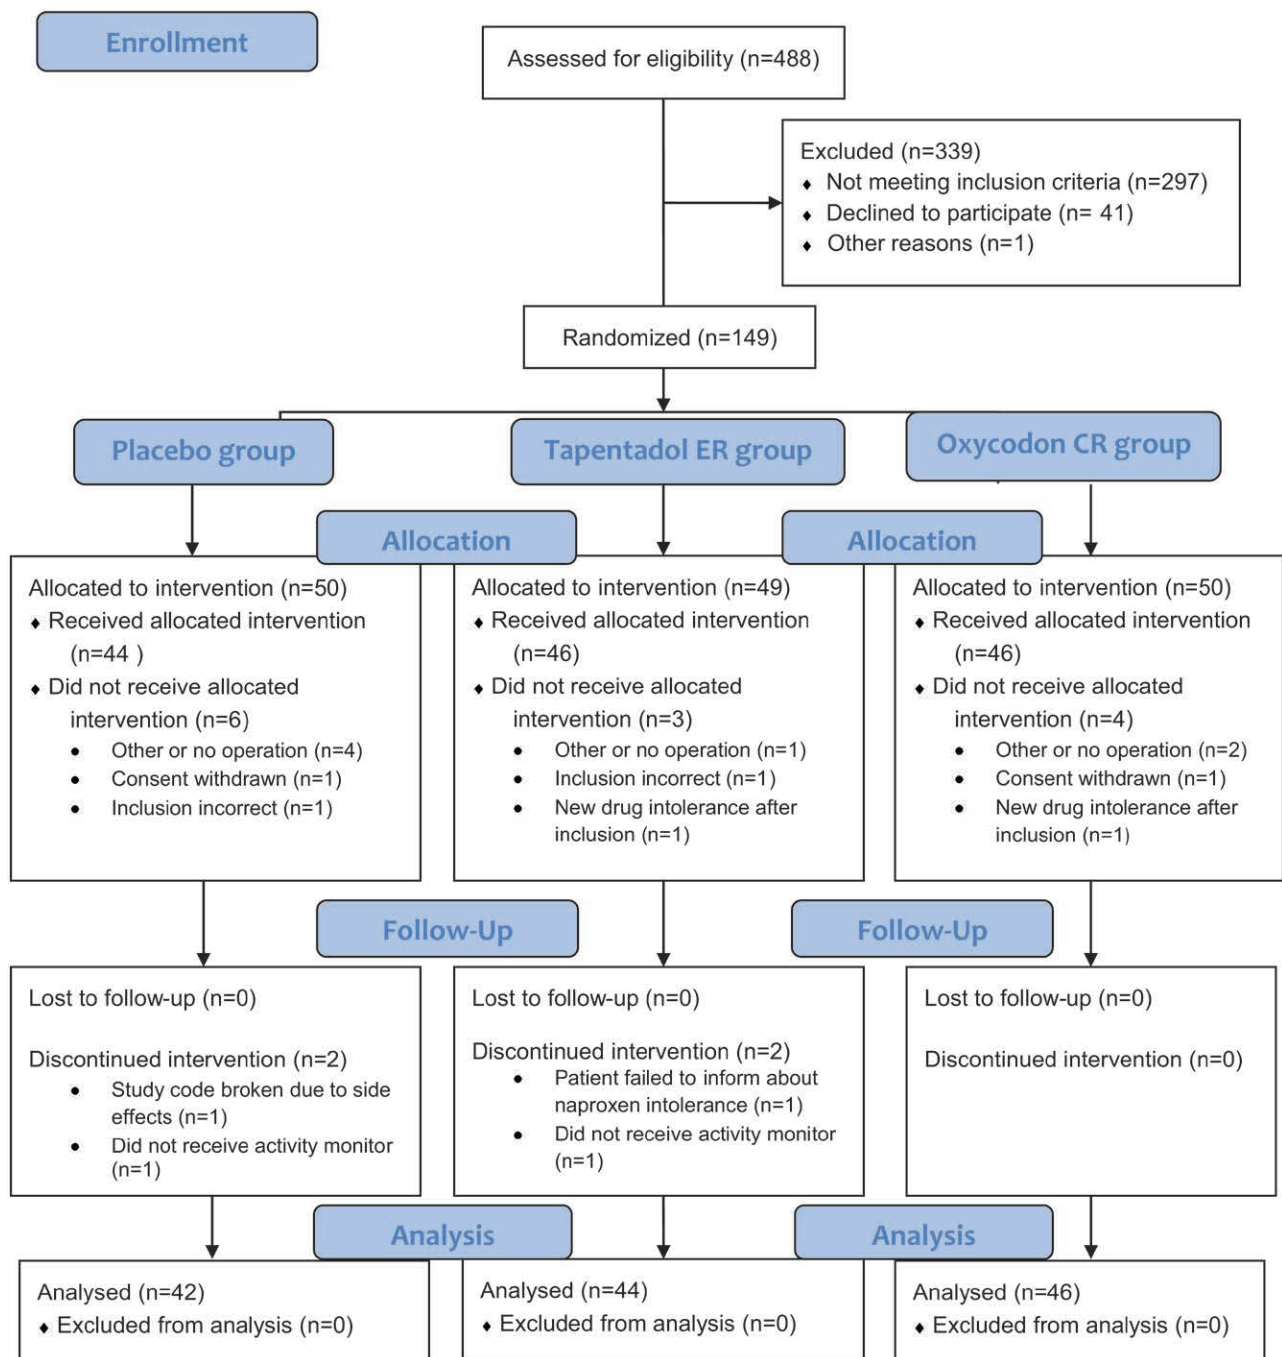 Enrollment
Assessed for eligibility (n=488)
Excluded (n=339)
♦ Not meeting inclusion criteria (n=297)
♦ Declined to participate (n= 41)
♦ Other reasons (n=1)
Randomized (n=149)
Placebo group
Tapentadol ER group
Oxycodon CR group
Allocation
Allocation
Allocated to intervention (n=50)
♦ Received allocated intervention
(n=44 )
♦ Did not receive allocated
intervention (n=6)
• Other or no operation (n=4)
• Consent withdrawn (n=1)
• Inclusion incorrect (n=1)
Allocated to intervention (n=49)
♦ Received allocated intervention
(n=46)
♦ Did not receive allocated
intervention (n=3)
• Other or no operation (n=1)
• Inclusion incorrect (n=1)
• New drug intolerance after
inclusion (n=1)
Allocated to intervention (n=50)
♦ Received allocated intervention
(n=46)
♦ Did not receive allocated
intervention (n=4)
• Other or no operation (n=2)
• Consent withdrawn (n=1)
• New drug intolerance after
inclusion (n=1)
Follow-Up
Follow-Up
Lost to follow-up (n=0)
Discontinued intervention (n=2)
• Study code broken due to side
effects (n=1)
• Did not receive activity monitor
(n=1)
Lost to follow-up (n=0)
Discontinued intervention (n=2)
• Patient failed to inform about
naproxen intolerance (n=1)
• Did not receive activity monitor
(n=1)
Lost to follow-up (n=0)
Discontinued intervention (n=0)
Analysis
Analysis
Analysed (n=42)
♦ Excluded from analysis (n=0)
Analysed (n=44)
♦ Excluded from analysis (n=0)
Analysed (n=46)
♦ Excluded from analysis (n=0)